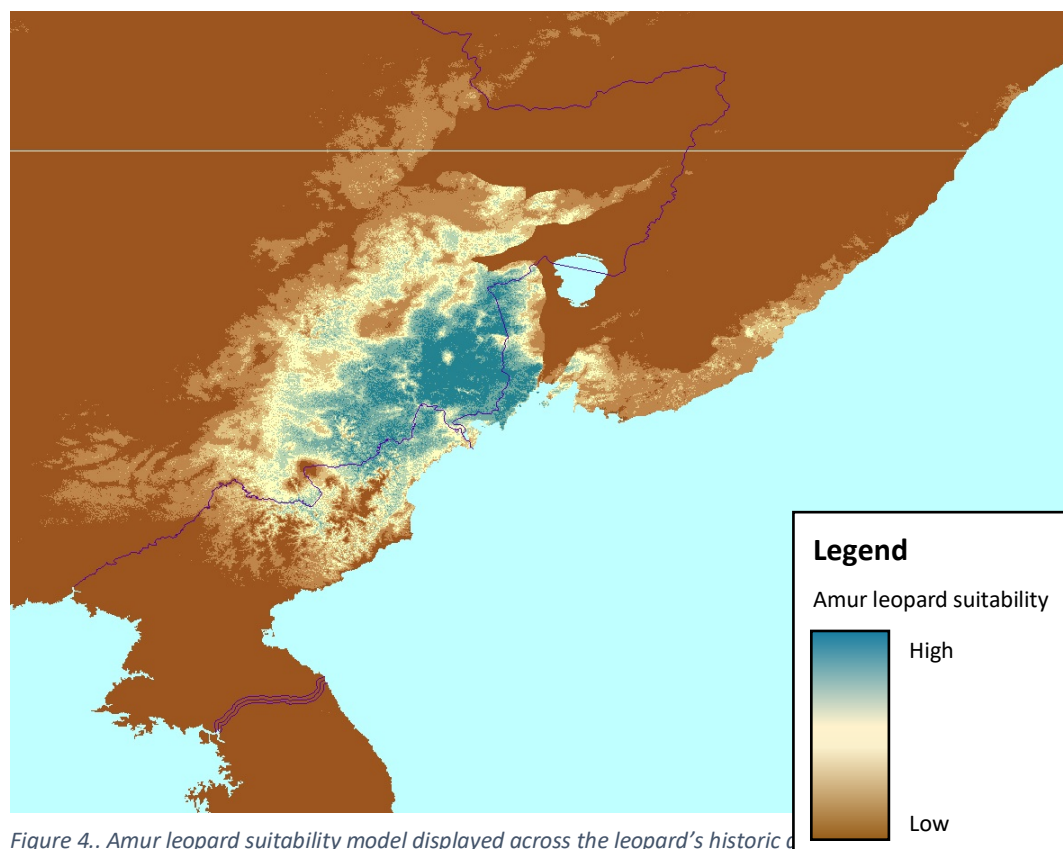 Legend
Amur leopard suitability
High
Low
Figure 4.. Amur leopard suitability model displayed across the leopard's historic